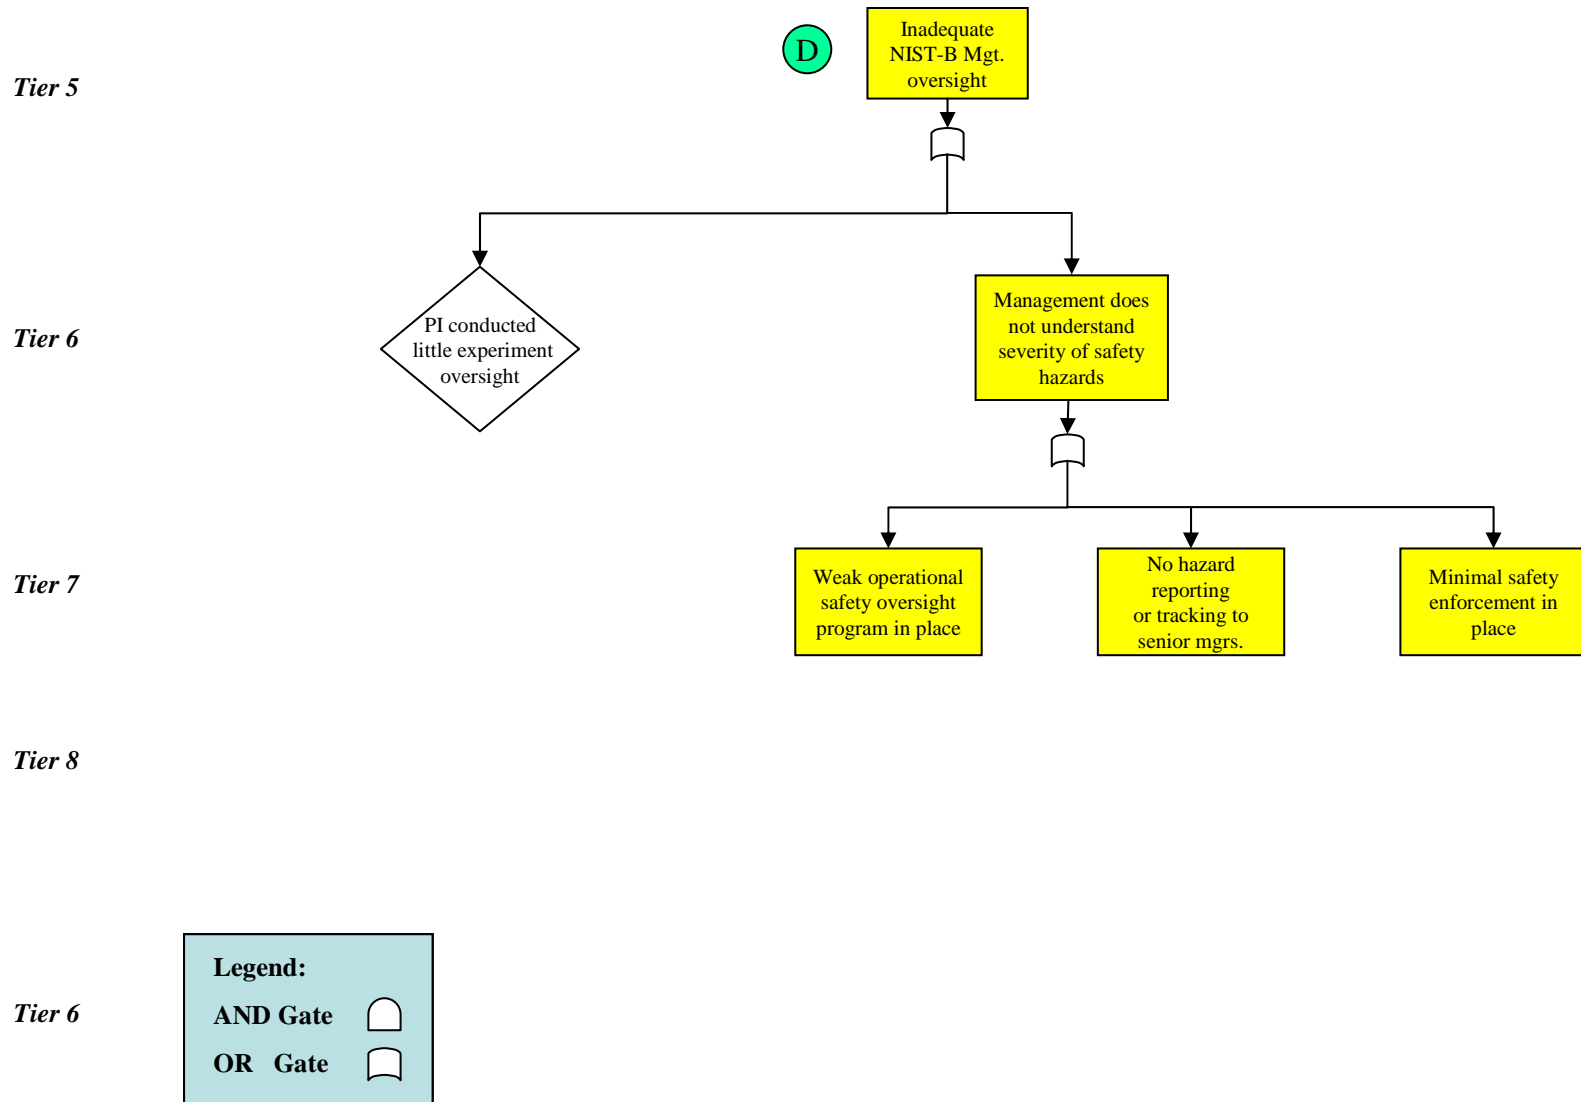 D
Inadequate
NIST-B Mgt.
oversight
Tier 5
PI conducted
little experiment
oversight
Management does
not understand
severity of safety
hazards
Tier 6
Weak operational
safety oversight
program in place
No hazard
reporting
or tracking to
senior mgrs.
Minimal safety
enforcement in
place
Tier 7
Tier 8
Tier 6
Legend:
AND Gate
OR Gate